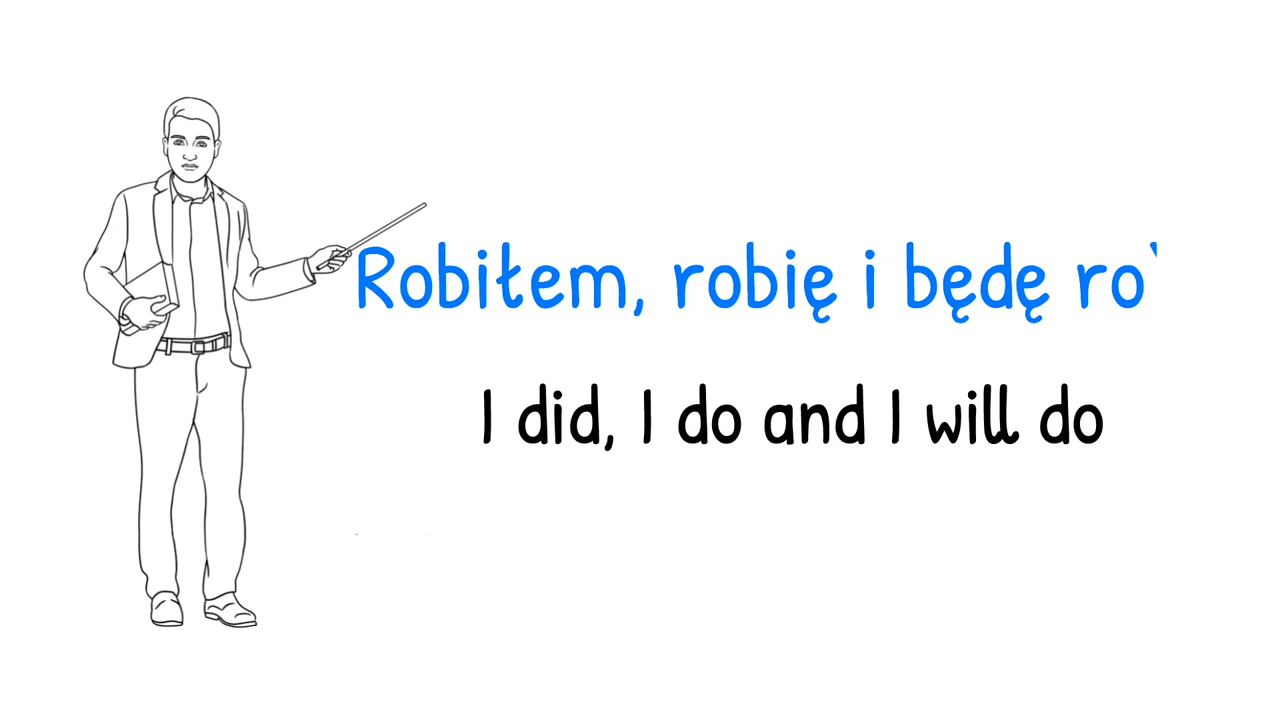 Robiłem, robię i będę
I did, I do and I will do